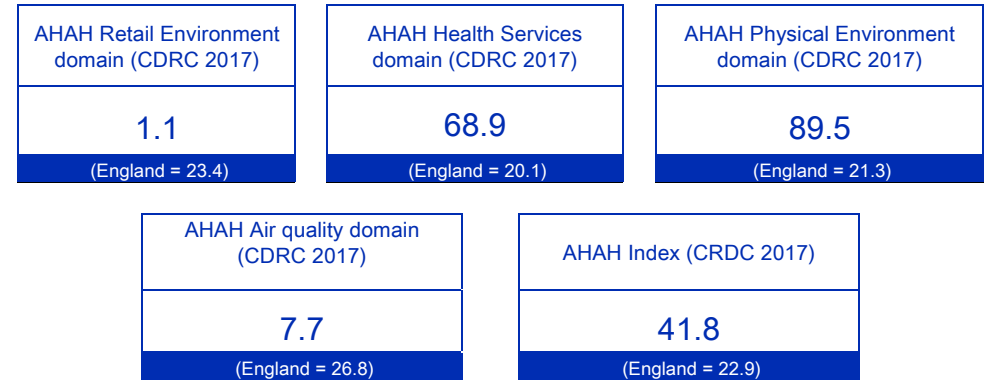 AHAH Retail Environment
domain (CDRC 2017)
1.1
(England = 23.4)
AHAH Health Services
domain (CDRC 2017)
68.9
(England = 20.1)
AHAH Physical Environment
domain (CDRC 2017)
89.5
(England = 21.3)
AHAH Air quality domain
(CDRC 2017)
7.7
(England = 26.8)
AHAH Index (CRDC 2017)
41.8
(England = 22.9)